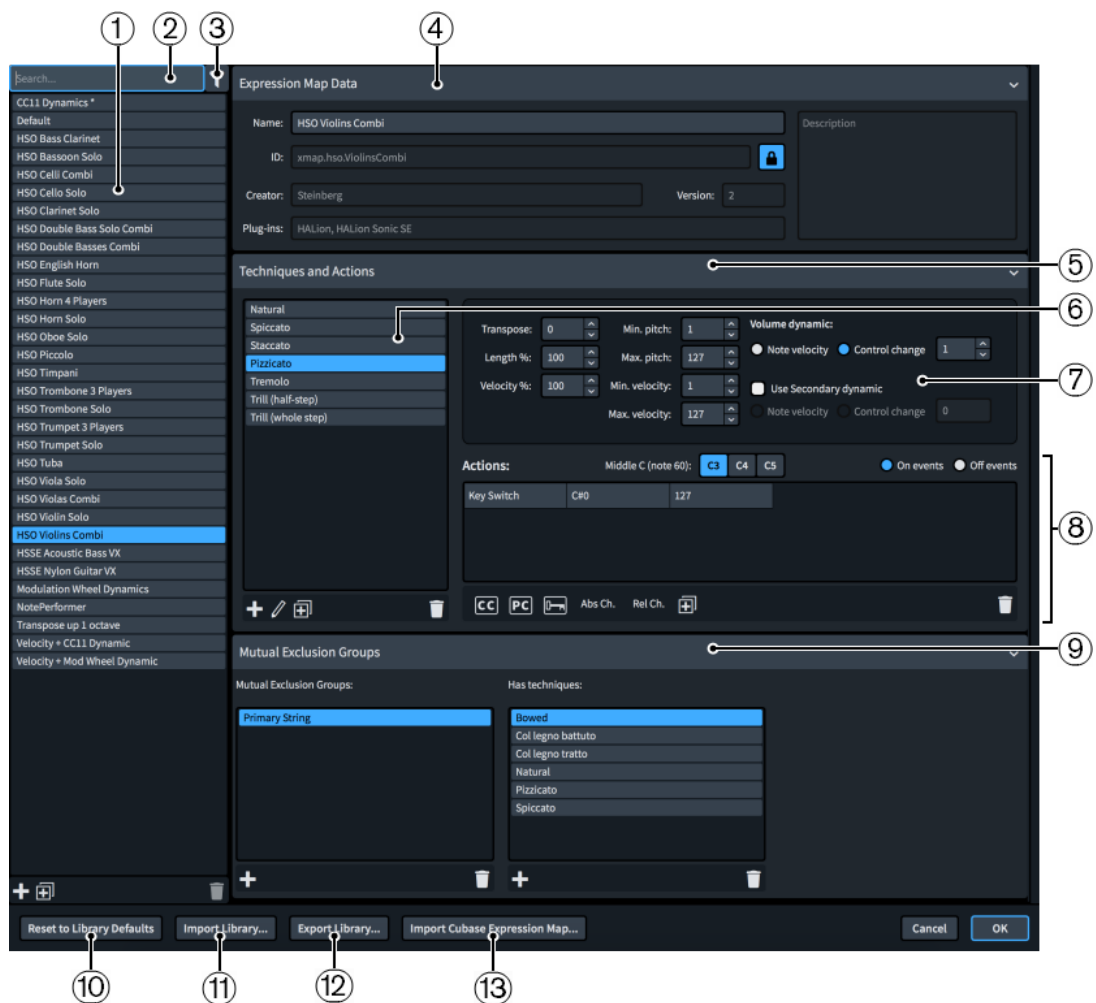 ① ② ③ ④
Search...
CC11 Dynamics *
Default
HSO Bass Clarinet
HSO Bassoon Solo
HSO Celli Combi
HSO Cello Solo
HSO Clarinet Solo
HSO Double Bass Solo Combi
HSO Double Basses Combi
HSO English Horn
HSO Flute Solo
HSO Horn 4 Players
HSO Horn Solo
HSO Oboe Solo
HSO Piccolo
HSO Timpani
HSO Trombone 3 Players
HSO Trombone Solo
HSO Trumpet 3 Players
HSO Trumpet Solo
HSO Tuba
HSO Viola Solo
HSO Violas Combi
HSO Violin Solo
HSO Violins Combi
HSSE Acoustic Bass VX
HSSE Nylon Guitar VX
Modulation Wheel Dynamics
NotePerformer
Transpose up 1 octave
Velocity + CC11 Dynamic
Velocity + Mod Wheel Dynamic
Expression Map Data
Name: HSO Violins Combi
Description
ID: xmap.hso.ViolinsCombi
Creator: Steinberg Version: 2
Plug-ins: HALion, HALion Sonic SE
Techniques and Actions ⑤
Natural
Spiccato
Staccato
Pizzicato
Tremolo
Trill (half-step)
Trill (whole step)
⑥
Transpose: 0 Min. pitch: 1 Volume dynamic:
Note velocity Control change 1
Length %: 100 Max. pitch: 127
Velocity %: 100 Min. velocity: 1 Use Secondary dynamic ⑦
Max. velocity: 127 Note velocity Control change 0
Actions: Middle C (note 60): C3 C4 C5 On events Off events
Key Switch C#0 127
⑧
CC PC Abs Ch. Rel Ch.
Mutual Exclusion Groups ⑨
Mutual Exclusion Groups:
Primary String
Has techniques:
Bowed
Col legno battuto
Col legno tratto
Natural
Pizzicato
Spiccato
Reset to Library Defaults Import Library... Export Library... Import Cubase Expression Map... Cancel OK
⑩ ⑪ ⑫ ⑬